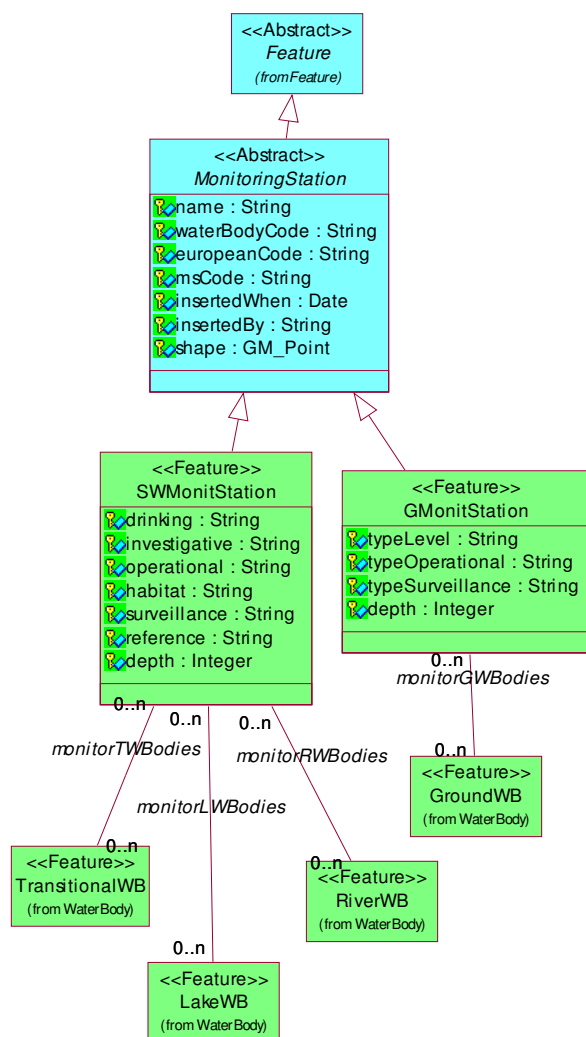 <<Abstract>>
Feature
(fromFeature)
<<Abstract>>
MonitoringStation
name : String
waterBodyCode : String
europeanCode : String
msCode : String
insertedWhen : Date
insertedBy : String
shape : GM_Point
<<Feature>>
SWMonitStation
drinking : String
investigative : String
operational : String
habitat : String
surveillance : String
reference : String
depth : Integer
<<Feature>>
GMonitStation
typeLevel : String
typeOperational : String
typeSurveillance : String
depth : Integer
0..n
monitorGWBodies
0..n
0..n
0..n
0..n
monitorTWBodies
monitorRWBodies
monitorLWBodies
<<Feature>>
GroundWB
(from WaterBody)
0..n
<<Feature>>
TransitionalWB
(from WaterBody)
0..n
<<Feature>>
RiverWB
(from WaterBody)
0..n
<<Feature>>
LakeWB
(from WaterBody)